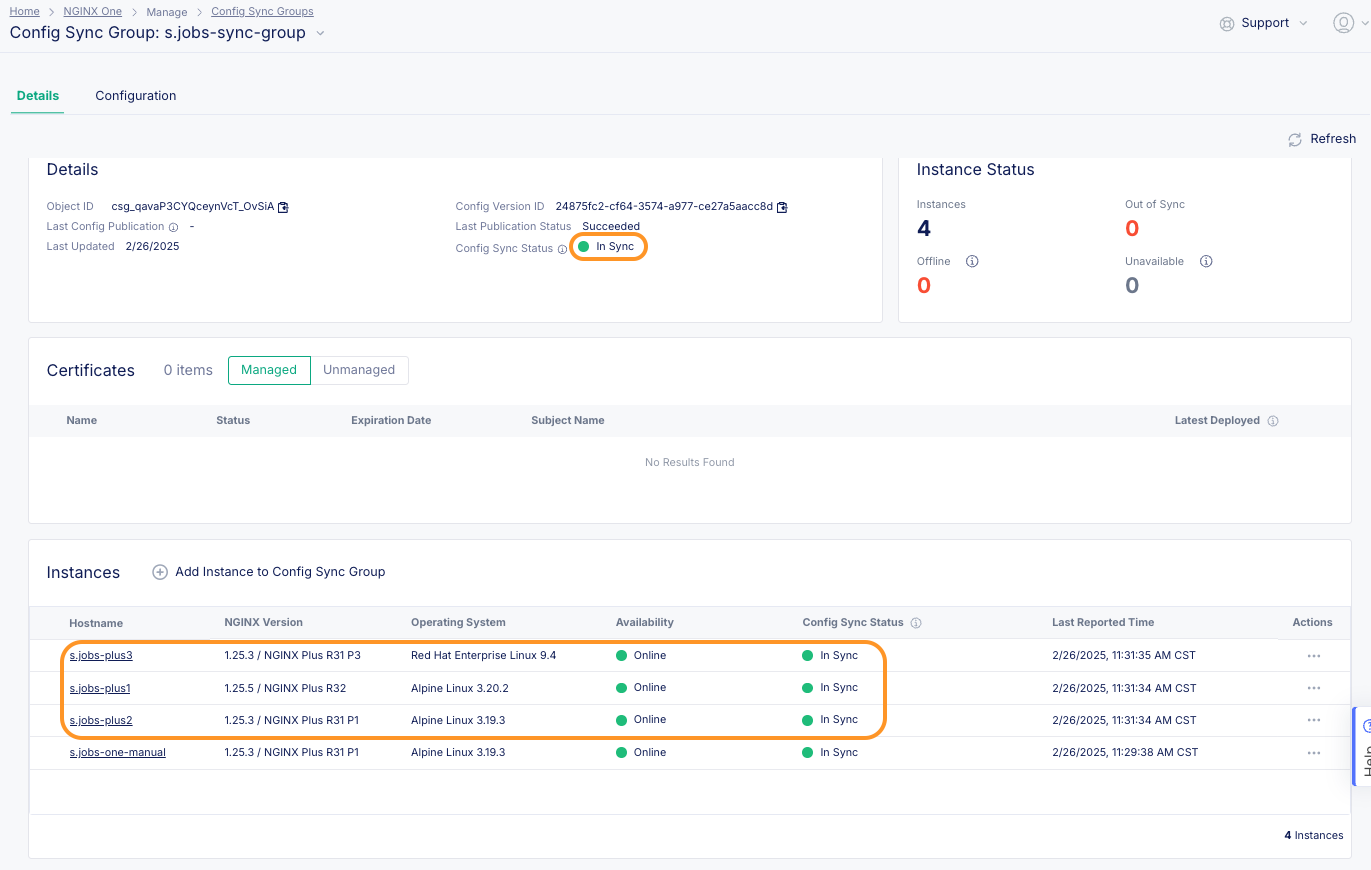 Home > NGINX One > Manage > Config Sync Groups
Config Sync Group: s.jobs-sync-group
Support
Details Configuration
Refresh
Details
Object ID csg_qavaP3CYQceynVcT_OvSiA
Last Config Publication -
Last Updated 2/26/2025
Config Version ID 24875fc2-cf64-3574-a977-ce27a5aacc8d
Last Publication Status Succeeded
Config Sync Status In Sync
Instance Status
Instances Out of Sync
4 0
Offline Unavailable
0 0
Certificates 0 items Managed Unmanaged
Name Status Expiration Date Subject Name Latest Deployed
No Results Found
Instances Add Instance to Config Sync Group
Hostname NGINX Version Operating System Availability Config Sync Status Last Reported Time Actions
s.jobs-plus3 1.25.3 / NGINX Plus R31 P3 Red Hat Enterprise Linux 9.4 Online In Sync 2/26/2025, 11:31:35 AM CST
s.jobs-plus1 1.25.5 / NGINX Plus R32 Alpine Linux 3.20.2 Online In Sync 2/26/2025, 11:31:34 AM CST
s.jobs-plus2 1.25.3 / NGINX Plus R31 P1 Alpine Linux 3.19.3 Online In Sync 2/26/2025, 11:31:34 AM CST
s.jobs-one-manual 1.25.3 / NGINX Plus R31 P1 Alpine Linux 3.19.3 Online In Sync 2/26/2025, 11:29:38 AM CST
Help
4 Instances